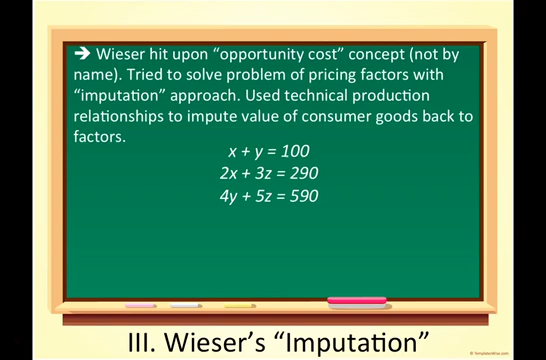 ➔ Wieser hit upon “opportunity cost” concept (not by
name). Tried to solve problem of pricing factors with
“imputation” approach. Used technical production
relationships to impute value of consumer goods back to
factors.
x + y = 100
2x + 3z = 290
4y + 5z = 590
III. Wieser’s “Imputation”